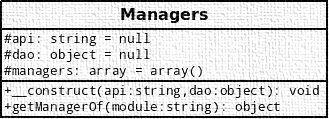 Managers
#api: string = null
#dao: object = null
#managers: array = array()
+__construct(api:string,dao:object): void
+getManagerOf(module:string): object